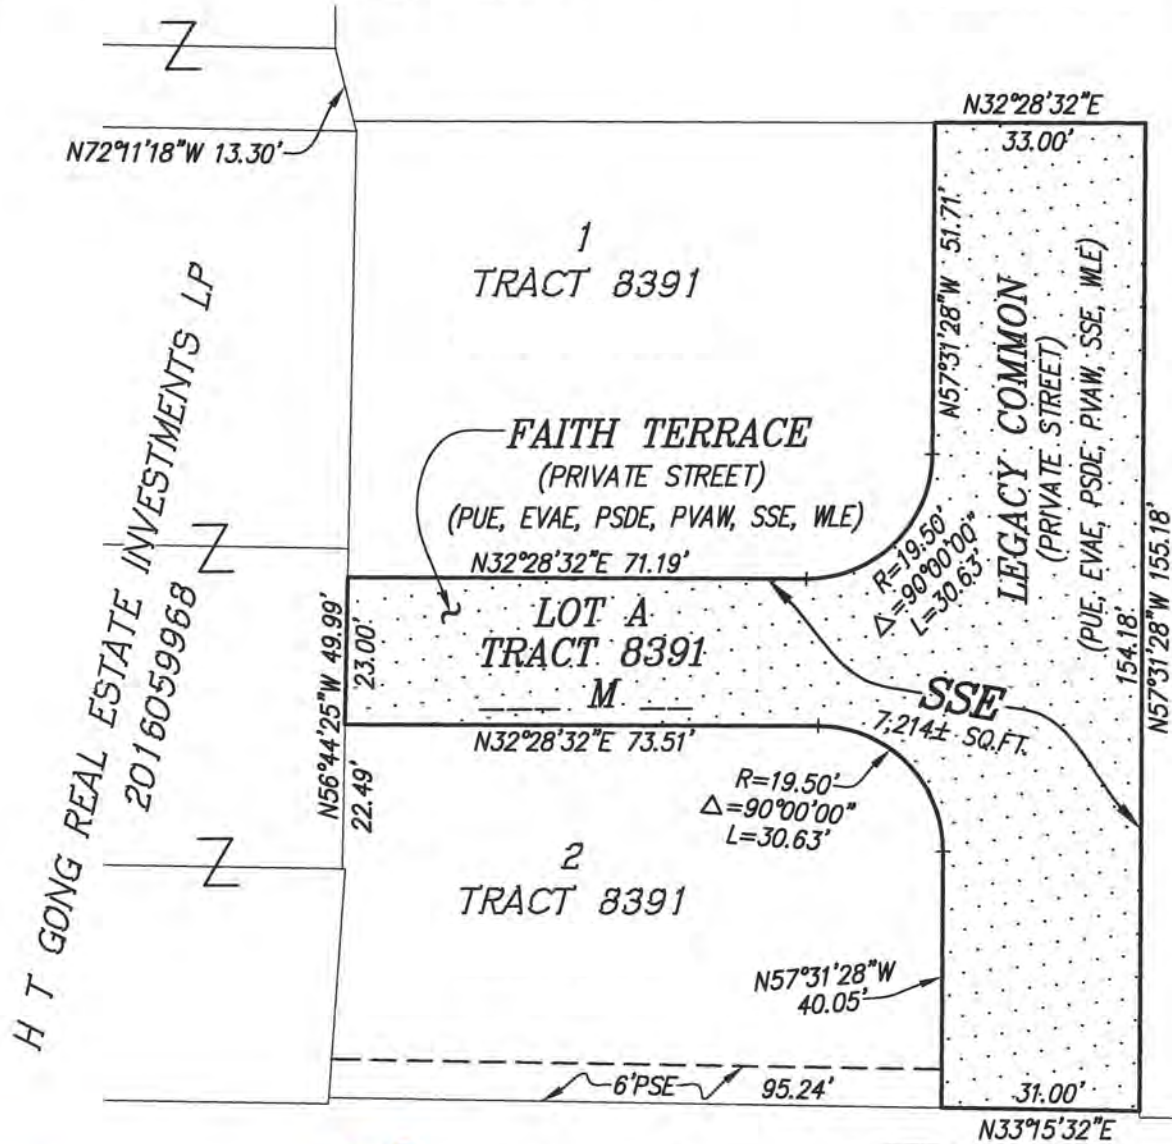 N32°28'32"E
33.00'
N72°11'18"W 13.30'
1
TRACT 8391
N57°31'28"W 51.71'
LEGACY COMMON
(PRIVATE STREET)
(PUE, EVAE, PSDE, PVAW, SSE, WLE)
154.18'
N57°31'28"W 155.18'
H T GONG REAL ESTATE INVESTMENTS LP
2016059968
FAITH TERRACE
(PRIVATE STREET)
(PUE, EVAE, PSDE, PVAW, SSE, WLE)
N32°28'32"E 71.19'
R=19.50'
Δ=90°00'00"
L=30.63'
N56°44'25"W 49.99'
23.00'
22.49'
LOT A
TRACT 8391
___ M __
SSE
7,214± SQ.FT.
N32°28'32"E 73.51'
R=19.50'
Δ=90°00'00"
L=30.63'
2
TRACT 8391
N57°31'28"W
40.05'
6'PSE
95.24'
31.00'
N33°15'32"E